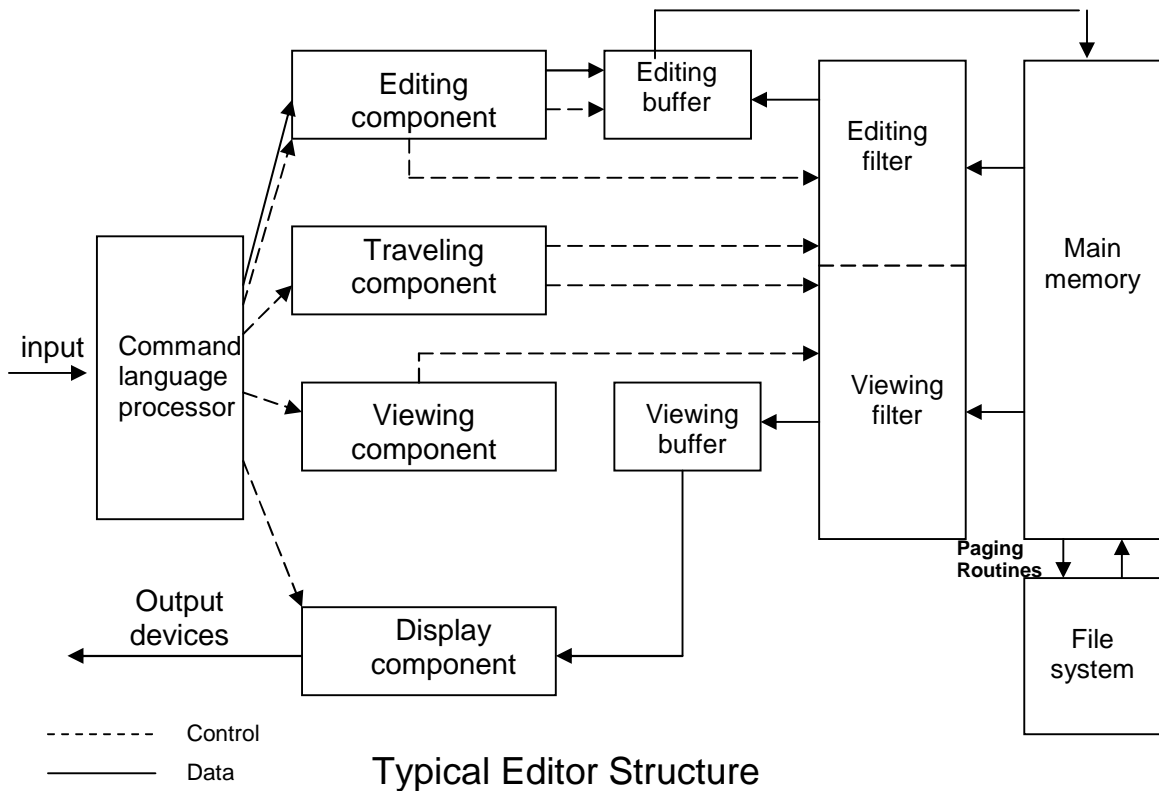 Editing
component
Editing
buffer
Editing
filter
Main
memory
Traveling
component
input
Command
language
processor
Viewing
component
Viewing
buffer
Viewing
filter
Paging
Routines
Output
devices
Display
component
File
system
Control
Data
Typical Editor Structure